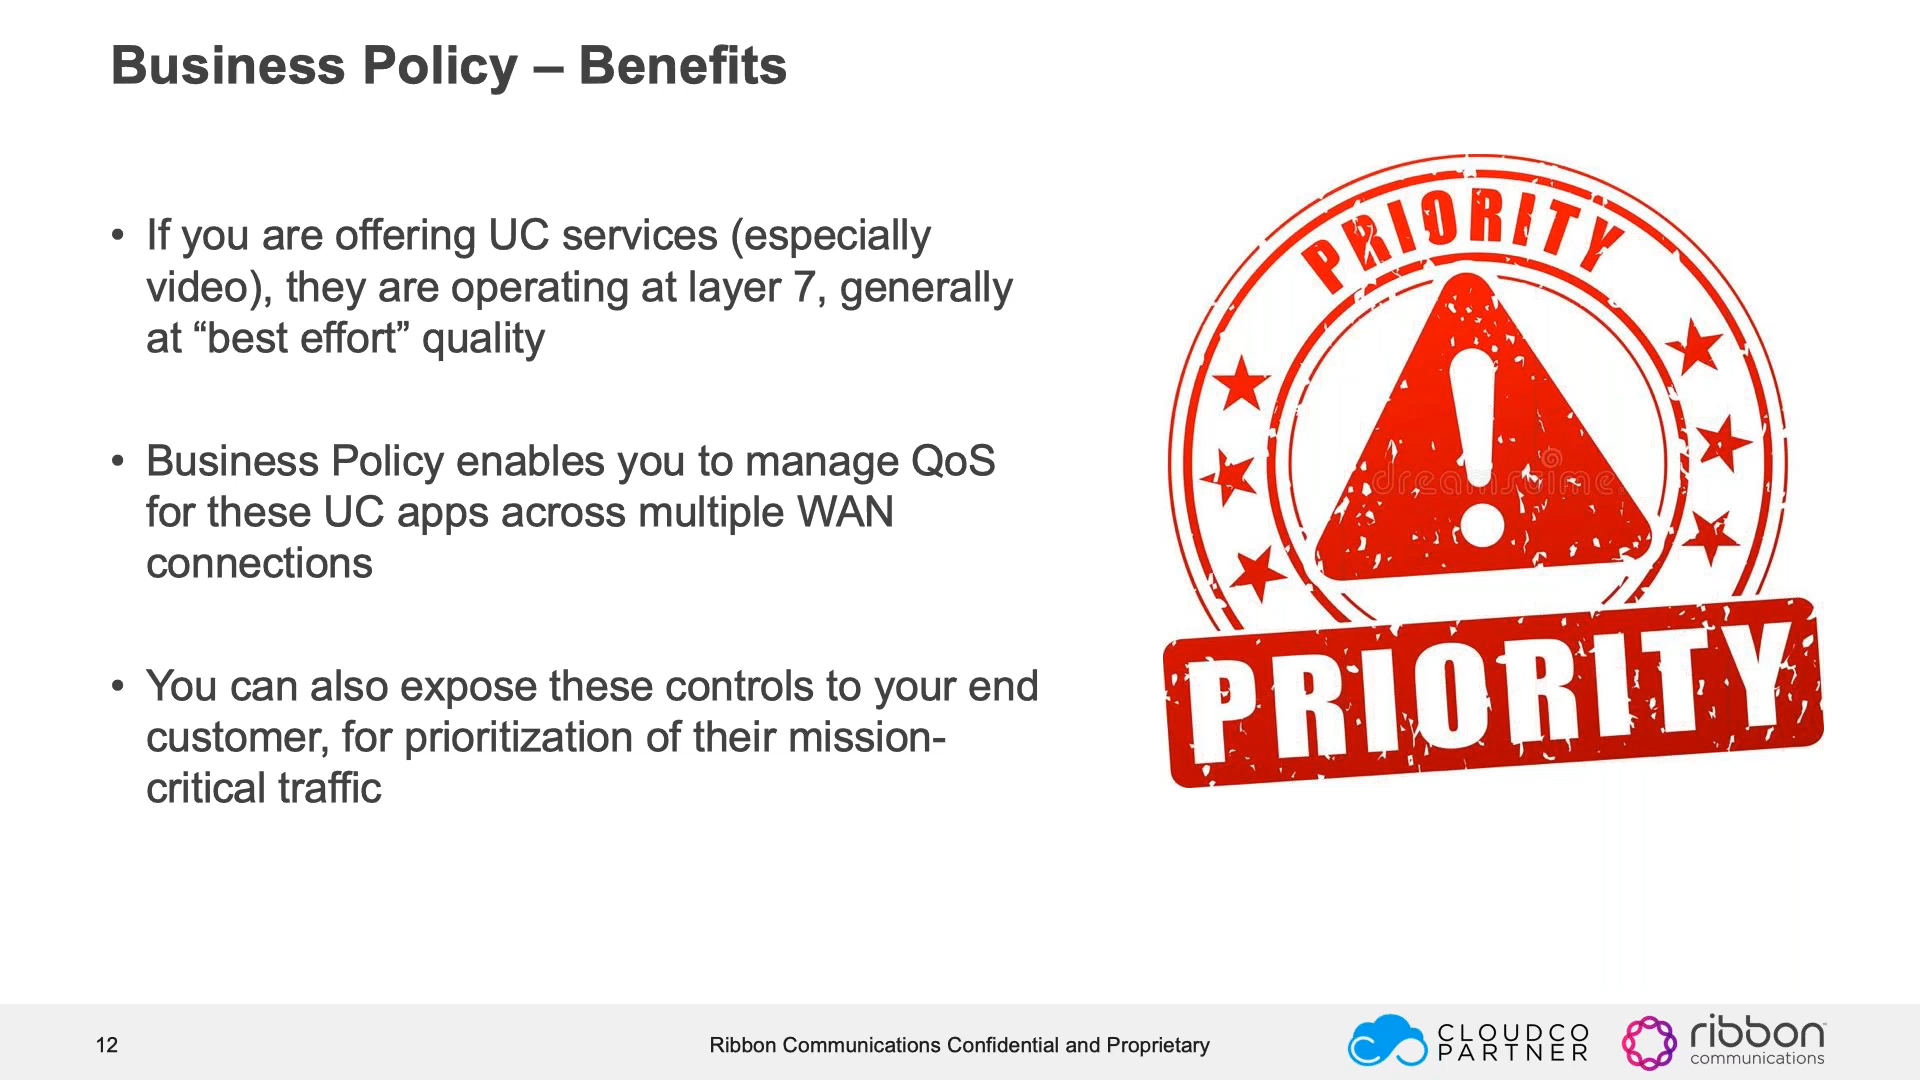 Business Policy – Benefits
• If you are offering UC services (especially
video), they are operating at layer 7, generally
at “best effort” quality
• Business Policy enables you to manage QoS
for these UC apps across multiple WAN
connections
• You can also expose these controls to your end
customer, for prioritization of their mission-
critical traffic
PRIORITY
dreamstime
PRIORITY
12
Ribbon Communications Confidential and Proprietary
CLOUDCO
PARTNER
ribbon
communications